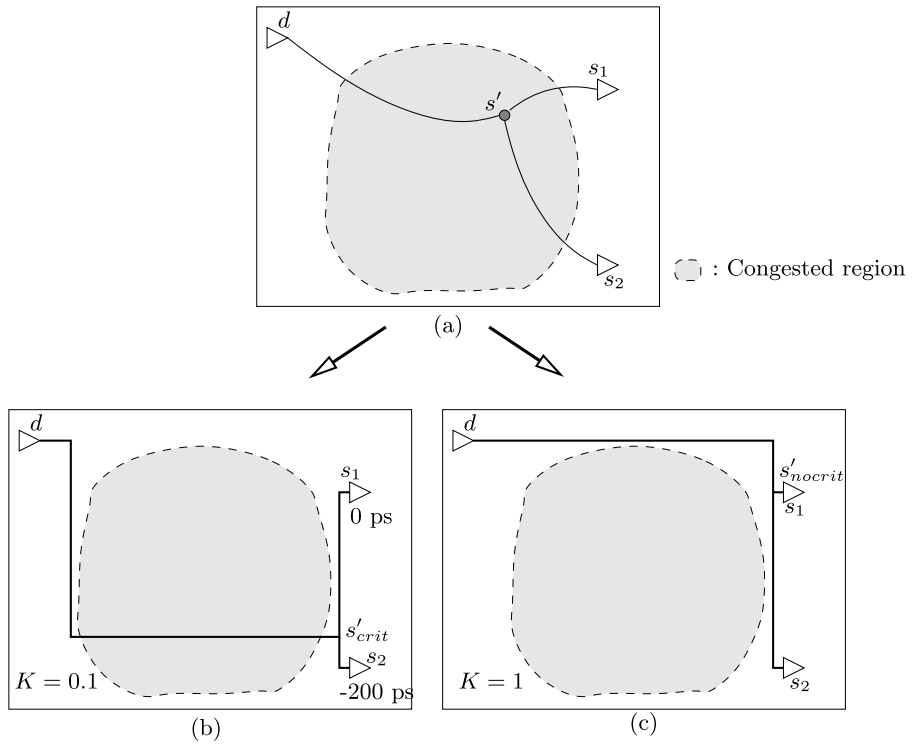 d
s₁
s′
s₂
: Congested region
(a)
d
s₁
0 ps
s′crit
s₂
K = 0.1
-200 ps
(b)
d
s′nocrit
s₁
K = 1
s₂
(c)